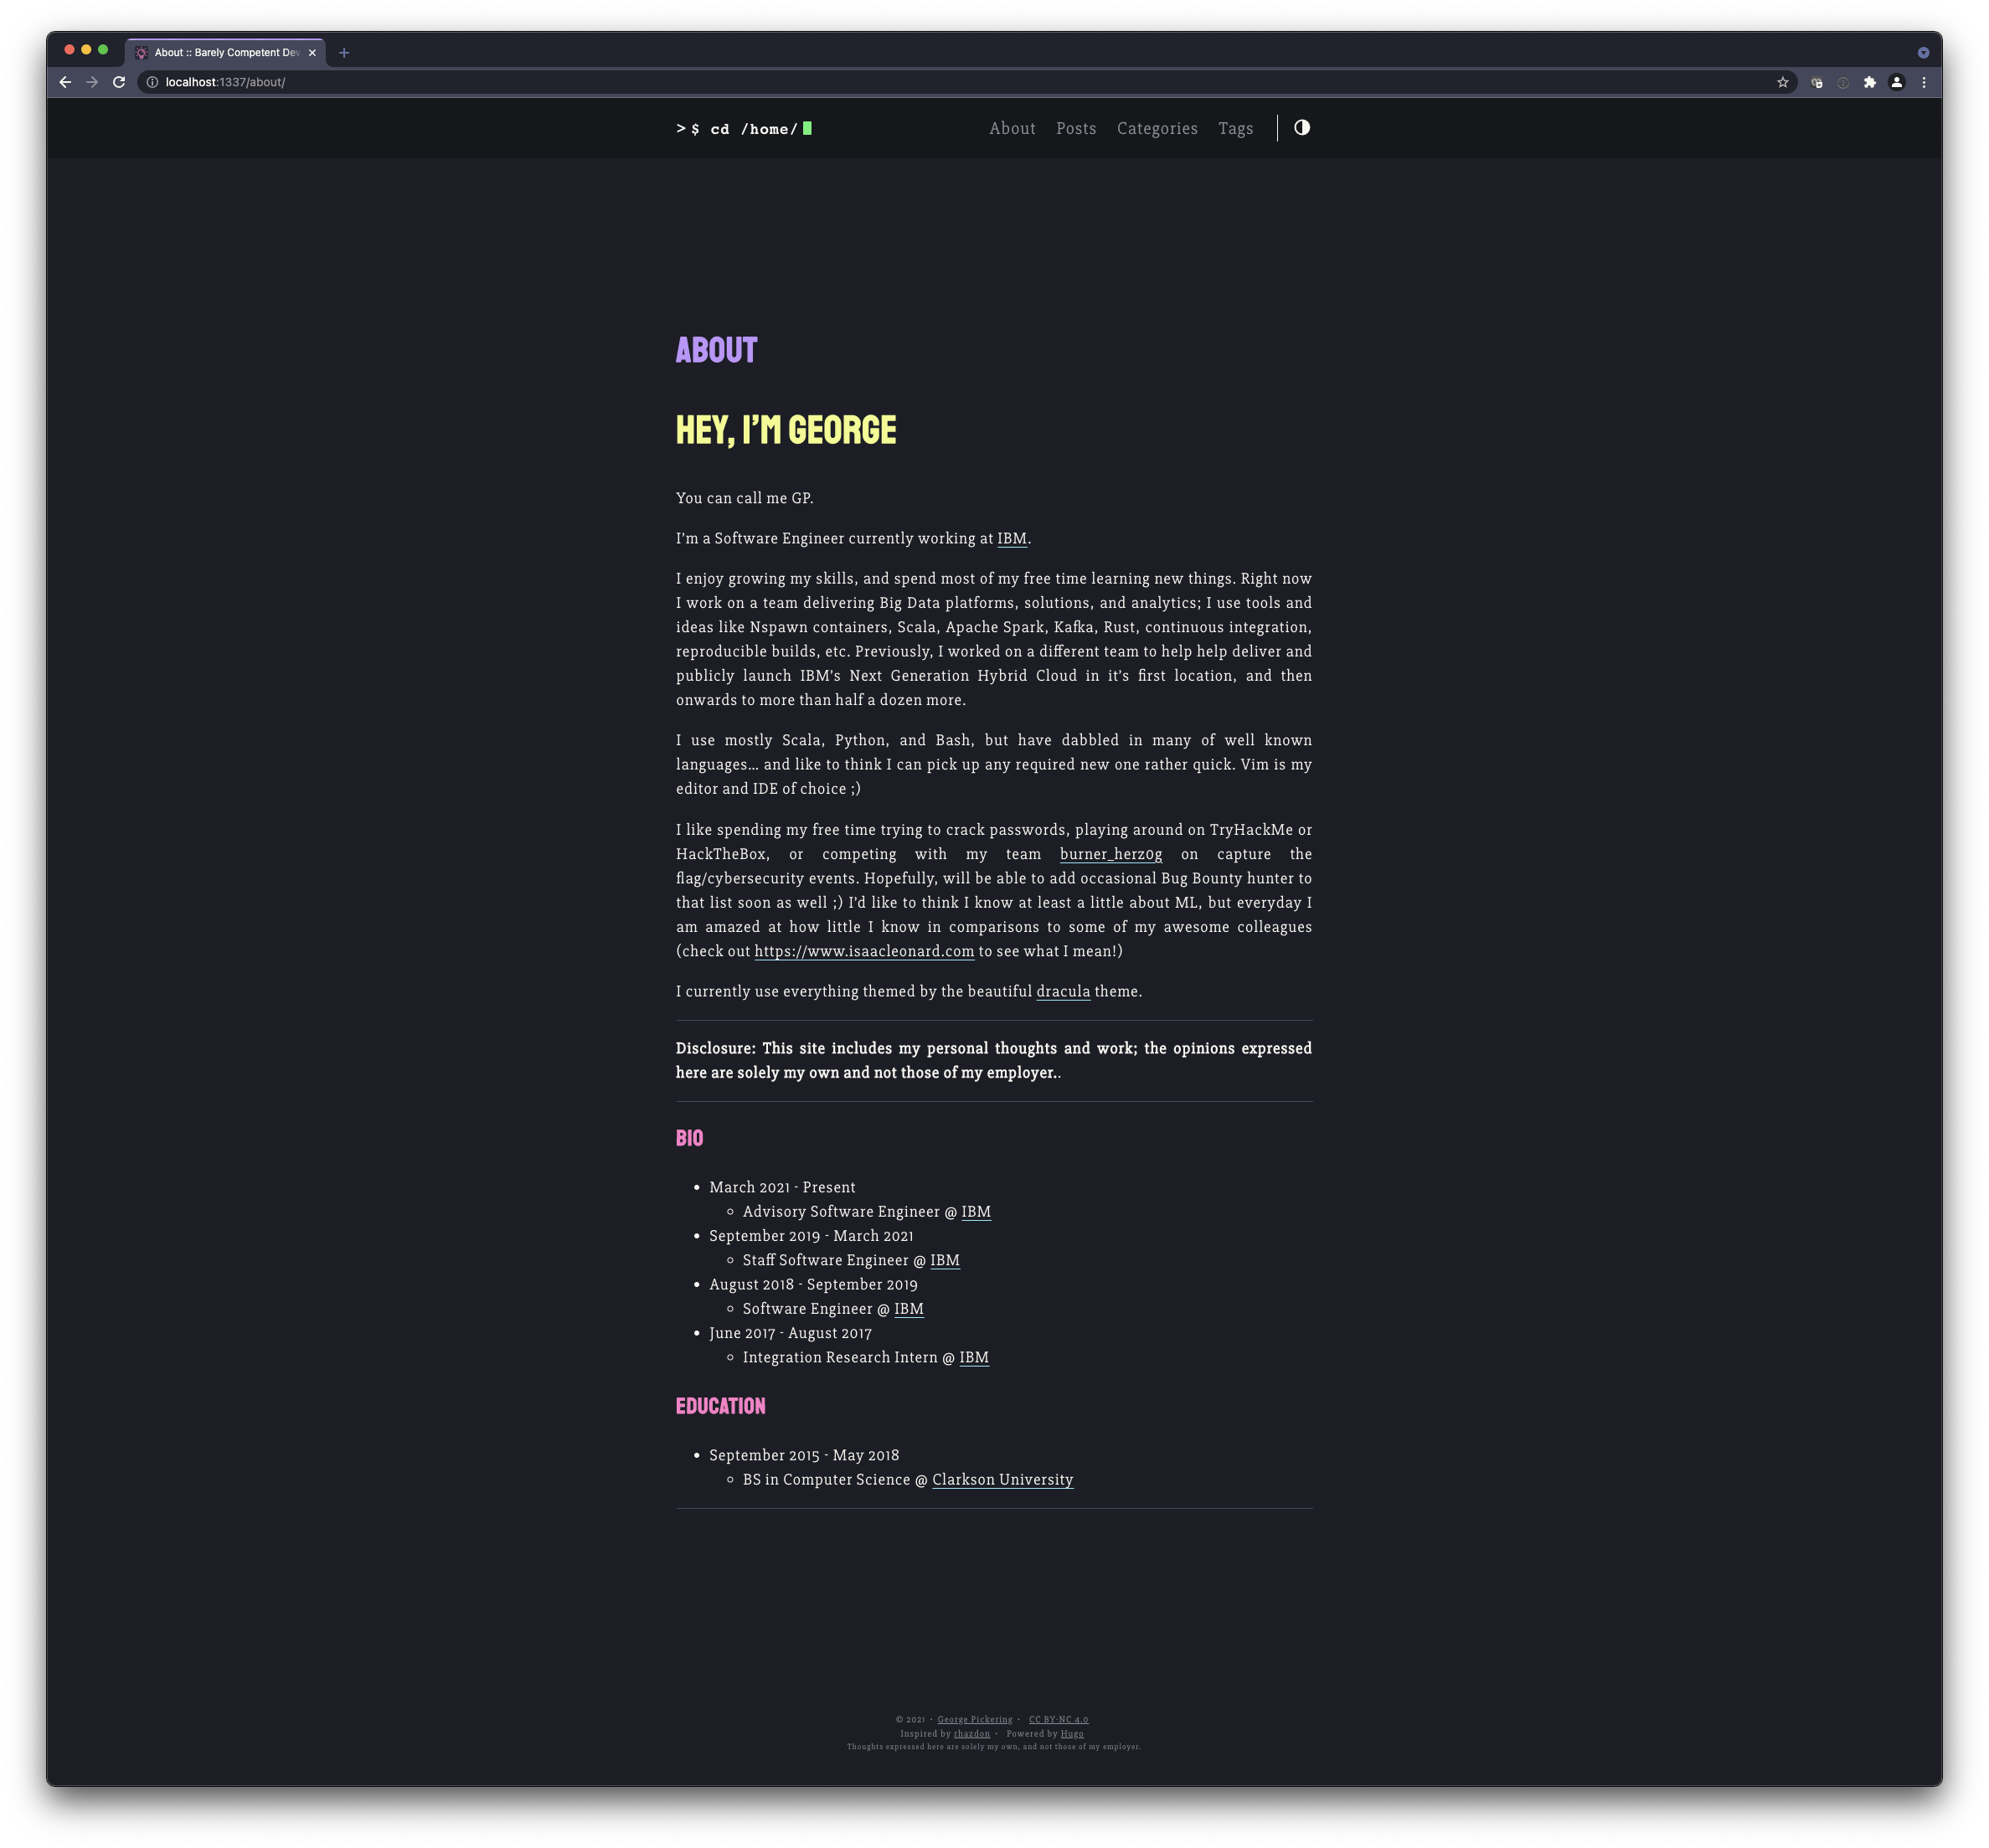 About :: Barely Competent Dev
localhost:1337/about/
>$ cd /home/
About Posts Categories Tags
ABOUT
HEY, I’M GEORGE
You can call me GP.
I’m a Software Engineer currently working at IBM.
I enjoy growing my skills, and spend most of my free time learning new things. Right now
I work on a team delivering Big Data platforms, solutions, and analytics; I use tools and
ideas like Nspawn containers, Scala, Apache Spark, Kafka, Rust, continuous integration,
reproducible builds, etc. Previously, I worked on a different team to help help deliver and
publicly launch IBM’s Next Generation Hybrid Cloud in it’s first location, and then
onwards to more than half a dozen more.
I use mostly Scala, Python, and Bash, but have dabbled in many of well known
languages… and like to think I can pick up any required new one rather quick. Vim is my
editor and IDE of choice ;)
I like spending my free time trying to crack passwords, playing around on TryHackMe or
HackTheBox, or competing with my team burner_herz0g on capture the
flag/cybersecurity events. Hopefully, will be able to add occasional Bug Bounty hunter to
that list soon as well ;) I’d like to think I know at least a little about ML, but everyday I
am amazed at how little I know in comparisons to some of my awesome colleagues
(check out https://www.isaacleonard.com to see what I mean!)
I currently use everything themed by the beautiful dracula theme.
Disclosure: This site includes my personal thoughts and work; the opinions expressed
here are solely my own and not those of my employer..
BIO
• March 2021 - Present
◦ Advisory Software Engineer @ IBM
• September 2019 - March 2021
◦ Staff Software Engineer @ IBM
• August 2018 - September 2019
◦ Software Engineer @ IBM
• June 2017 - August 2017
◦ Integration Research Intern @ IBM
EDUCATION
• September 2015 - May 2018
◦ BS in Computer Science @ Clarkson University
© 2021 · George Pickering · CC BY-NC 4.0
Inspired by rhazdon · Powered by Hugo
Thoughts expressed here are solely my own, and not those of my employer.